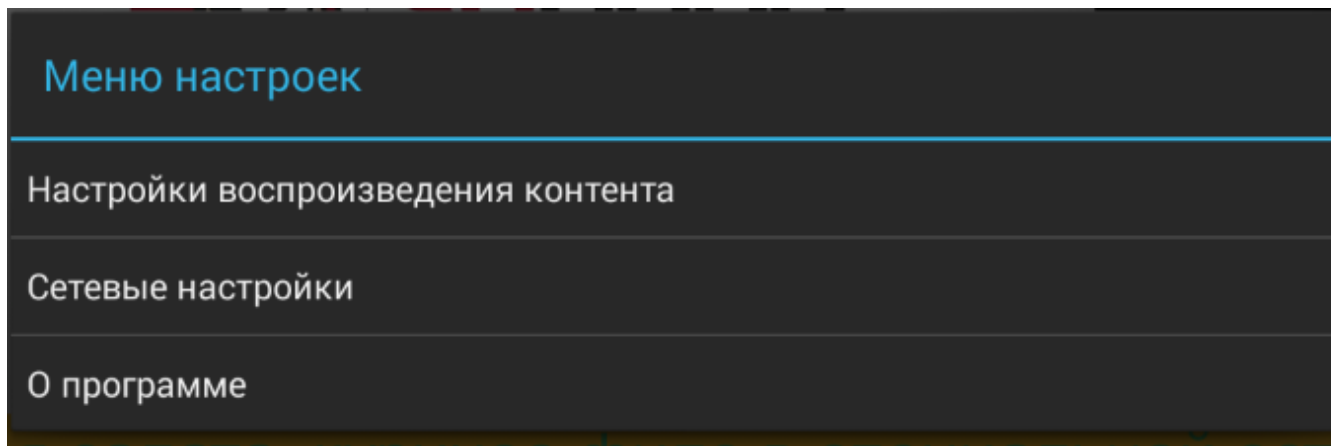 Меню настроек
Настройки воспроизведения контента
Сетевые настройки
О программе